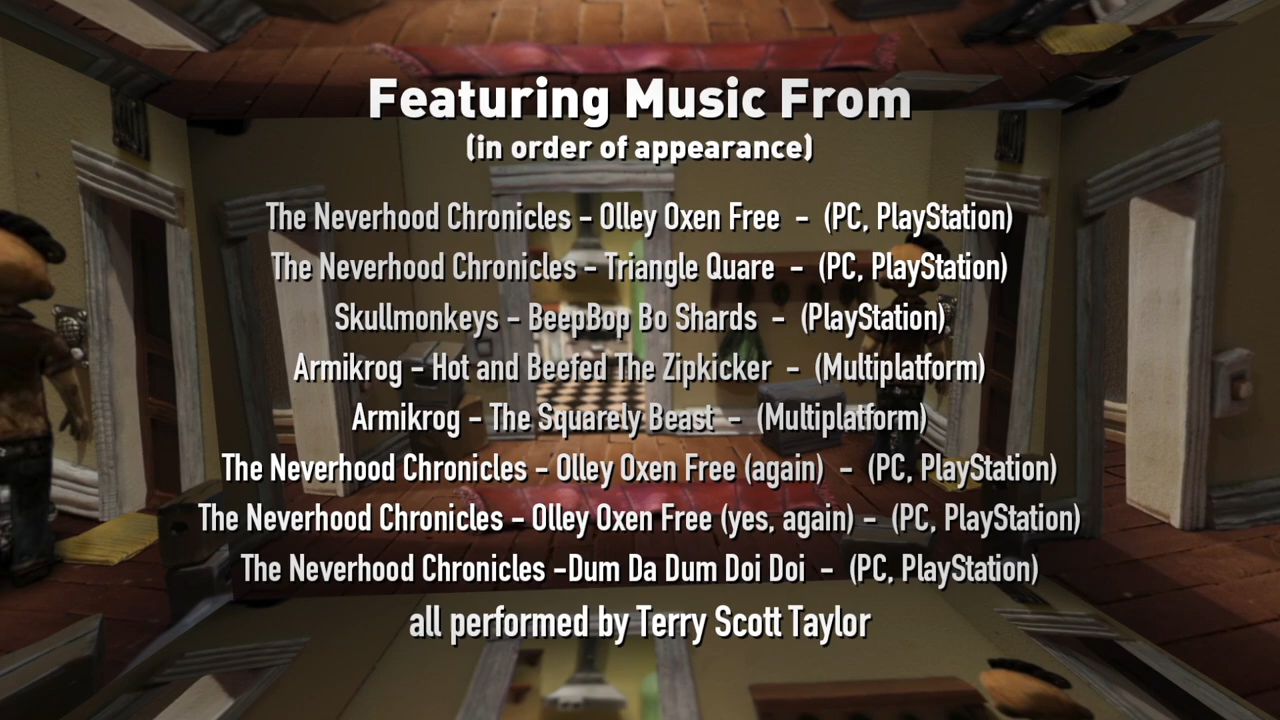 Featuring Music From
(in order of appearance)
The Neverhood Chronicles - Olley Oxen Free - (PC, PlayStation)
The Neverhood Chronicles - Triangle Quare - (PC, PlayStation)
Skullmonkeys - BeepBop Bo Shards - (PlayStation)
Armikrog - Hot and Beefed The Zipkicker - (Multiplatform)
Armikrog - The Squarely Beast - (Multiplatform)
The Neverhood Chronicles - Olley Oxen Free (again) - (PC, PlayStation)
The Neverhood Chronicles - Olley Oxen Free (yes, again) - (PC, PlayStation)
The Neverhood Chronicles -Dum Da Dum Doi Doi - (PC, PlayStation)
all performed by Terry Scott Taylor